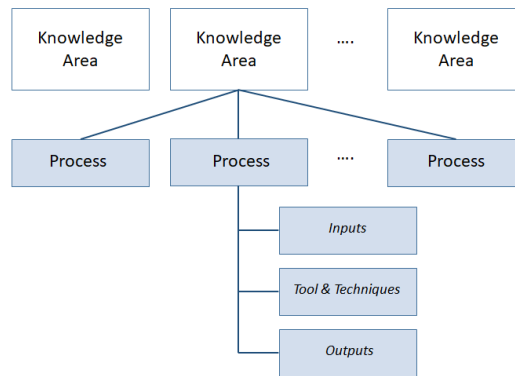 Knowledge
Area
Knowledge
Area
....
Knowledge
Area
Process
Process
....
Process
Inputs
Tool & Techniques
Outputs